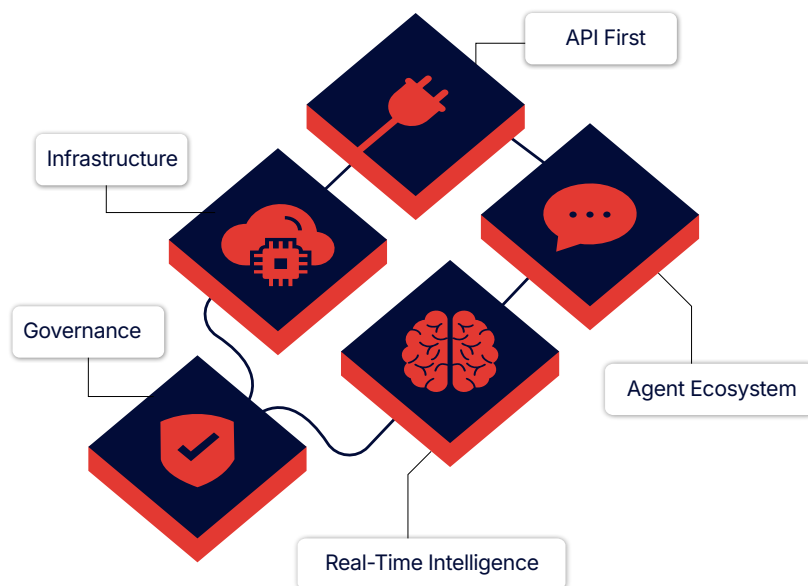 API First
Infrastructure
Governance
Agent Ecosystem
Real-Time Intelligence